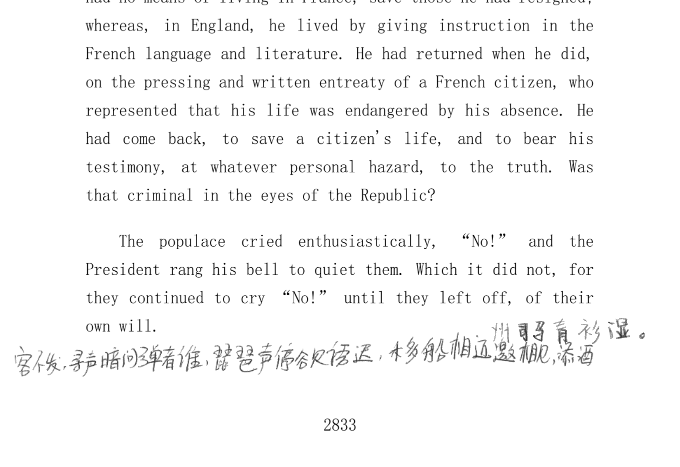 had no means of living in France, save those he had resigned;
whereas, in England, he lived by giving instruction in the
French language and literature. He had returned when he did,
on the pressing and written entreaty of a French citizen, who
represented that his life was endangered by his absence. He
had come back, to save a citizen's life, and to bear his
testimony, at whatever personal hazard, to the truth. Was
that criminal in the eyes of the Republic?
The populace cried enthusiastically, “No!” and the
President rang his bell to quiet them. Which it did not, for
they continued to cry “No!” until they left off, of their
own will.
州司马青衫湿。
客不发,寻声暗问弹者谁,琵琶声停欲语迟,移船相近邀相见,添酒
2833